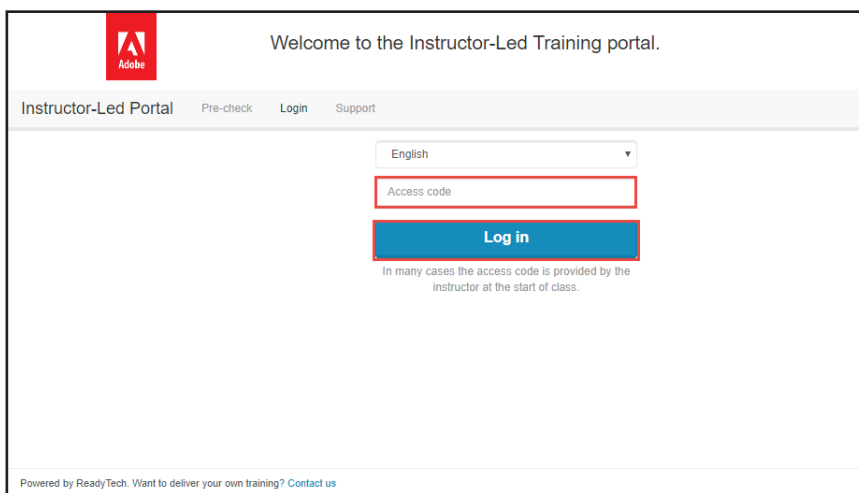 Adobe
Welcome to the Instructor-Led Training portal.
Instructor-Led Portal Pre-check Login Support
English
Access code
Log in
In many cases the access code is provided by the
instructor at the start of class.
Powered by ReadyTech. Want to deliver your own training? Contact us